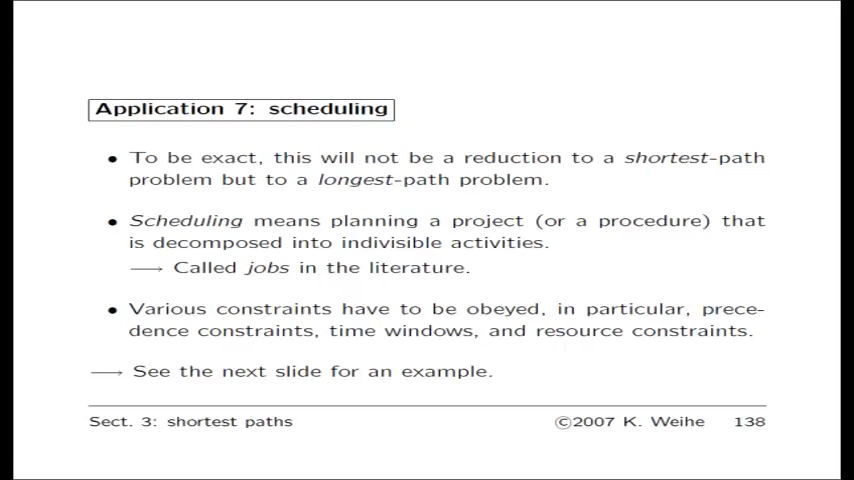 Application 7: scheduling
• To be exact, this will not be a reduction to a shortest-path
problem but to a longest-path problem.
• Scheduling means planning a project (or a procedure) that
is decomposed into indivisible activities.
⟶ Called jobs in the literature.
• Various constraints have to be obeyed, in particular, prece-
dence constraints, time windows, and resource constraints.
⟶ See the next slide for an example.
Sect. 3: shortest paths ©2007 K. Weihe 138